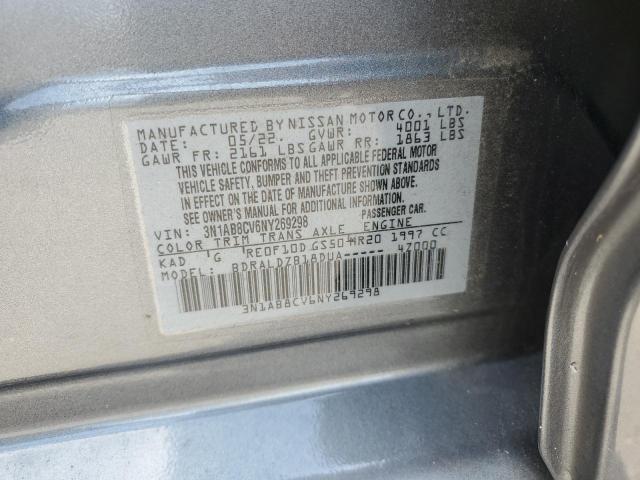 MANUFACTURED BY NISSAN MOTOR CO., LTD.
DATE: 05/22. GVWR: 4001 LBS
GAWR FR: 2161 LBS GAWR RR: 1863 LBS
THIS VEHICLE CONFORMS TO ALL APPLICABLE FEDERAL MOTOR
VEHICLE SAFETY, BUMPER AND THEFT PREVENTION STANDARDS
IN EFFECT ON THE DATE OF MANUFACTURE SHOWN ABOVE.
SEE OWNER'S MANUAL FOR ADDITIONAL INFORMATION.
VIN: 3N1AB8CV6NY269298 PASSENGER CAR.
COLOR TRIM TRANS AXLE ENGINE
KAD G RE0F10D GS50 MR20 1997 CC
MODEL: BDRALDZB18DUA----- 4Z000
3N1AB8CV6NY269298